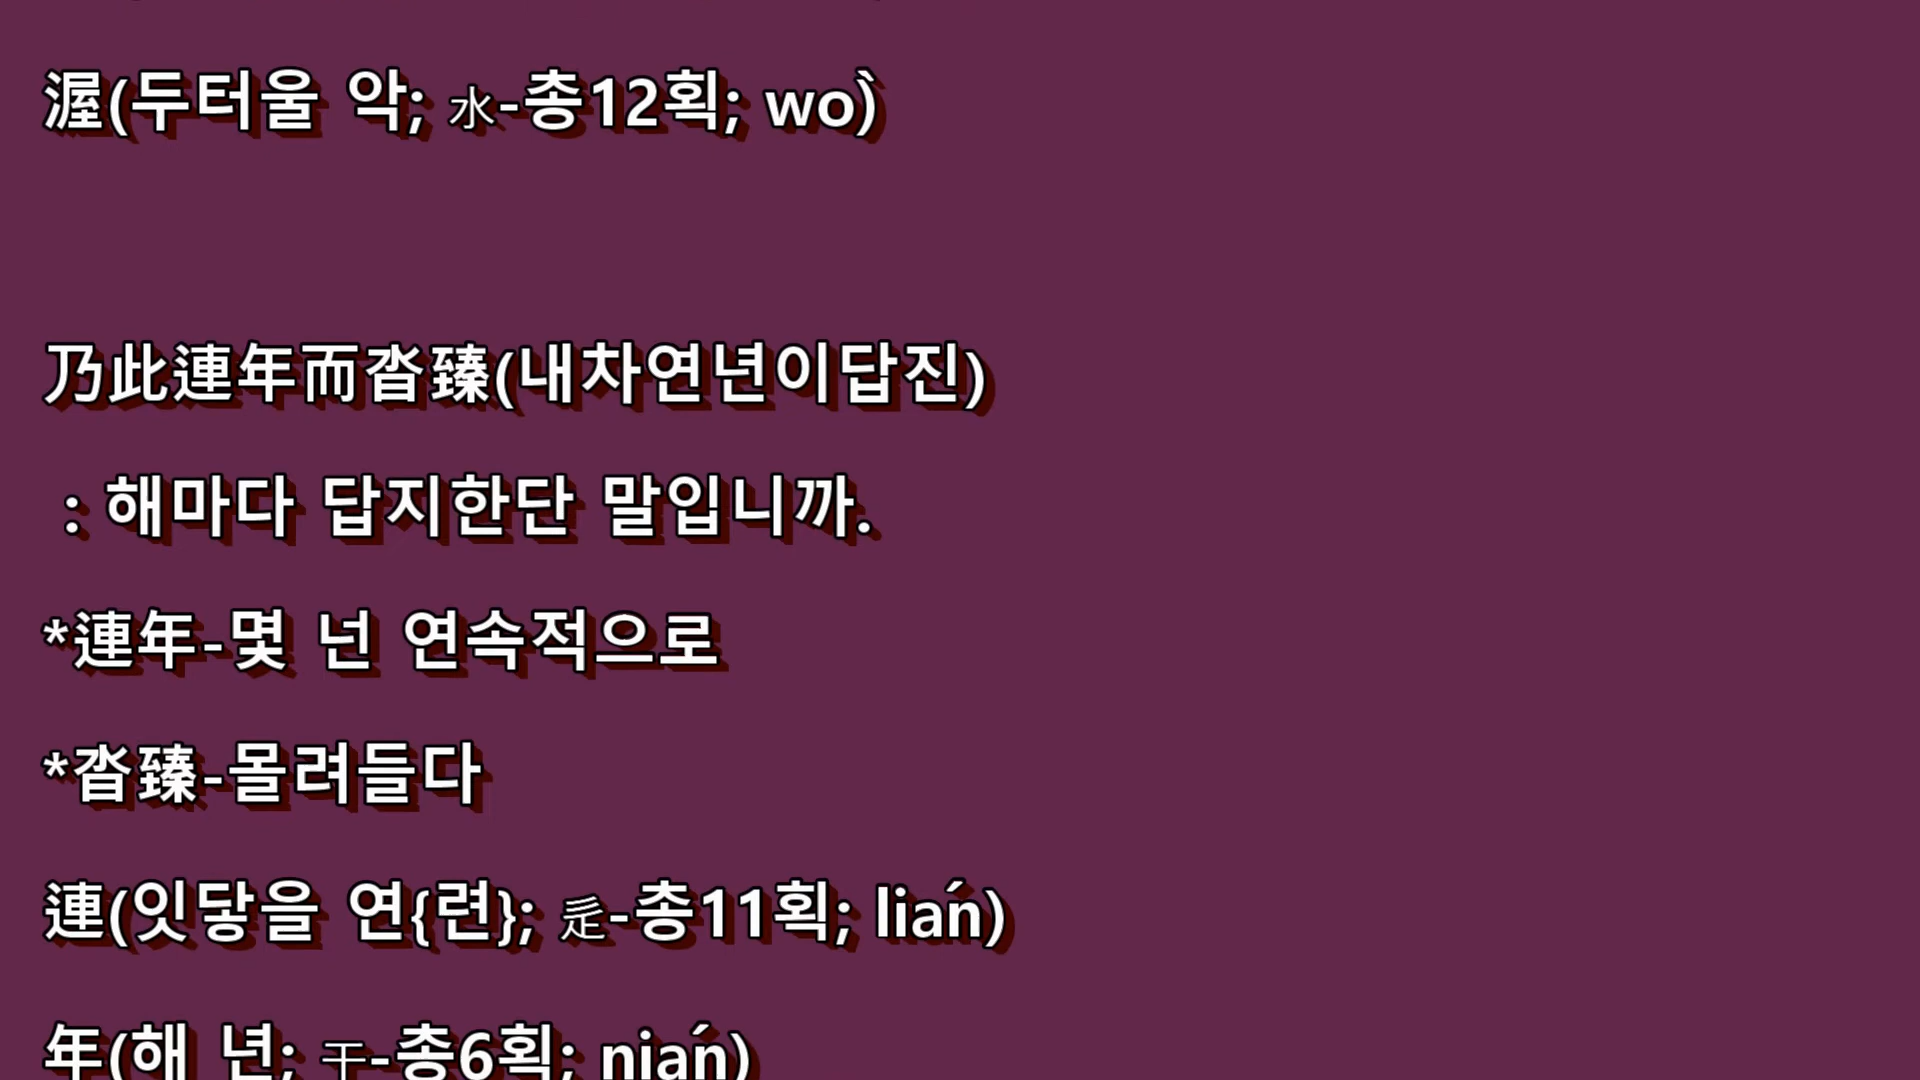 渥(두터울 악; 水-총12획; wò)
乃此連年而沓臻(내차연년이답진)
: 해마다 답지한단 말입니까.
*連年-몇 넌 연속적으로
*沓臻-몰려들다
連(잇닿을 연{련}; 辵-총11획; lián)
年(해 년; 干-총6획; nián)